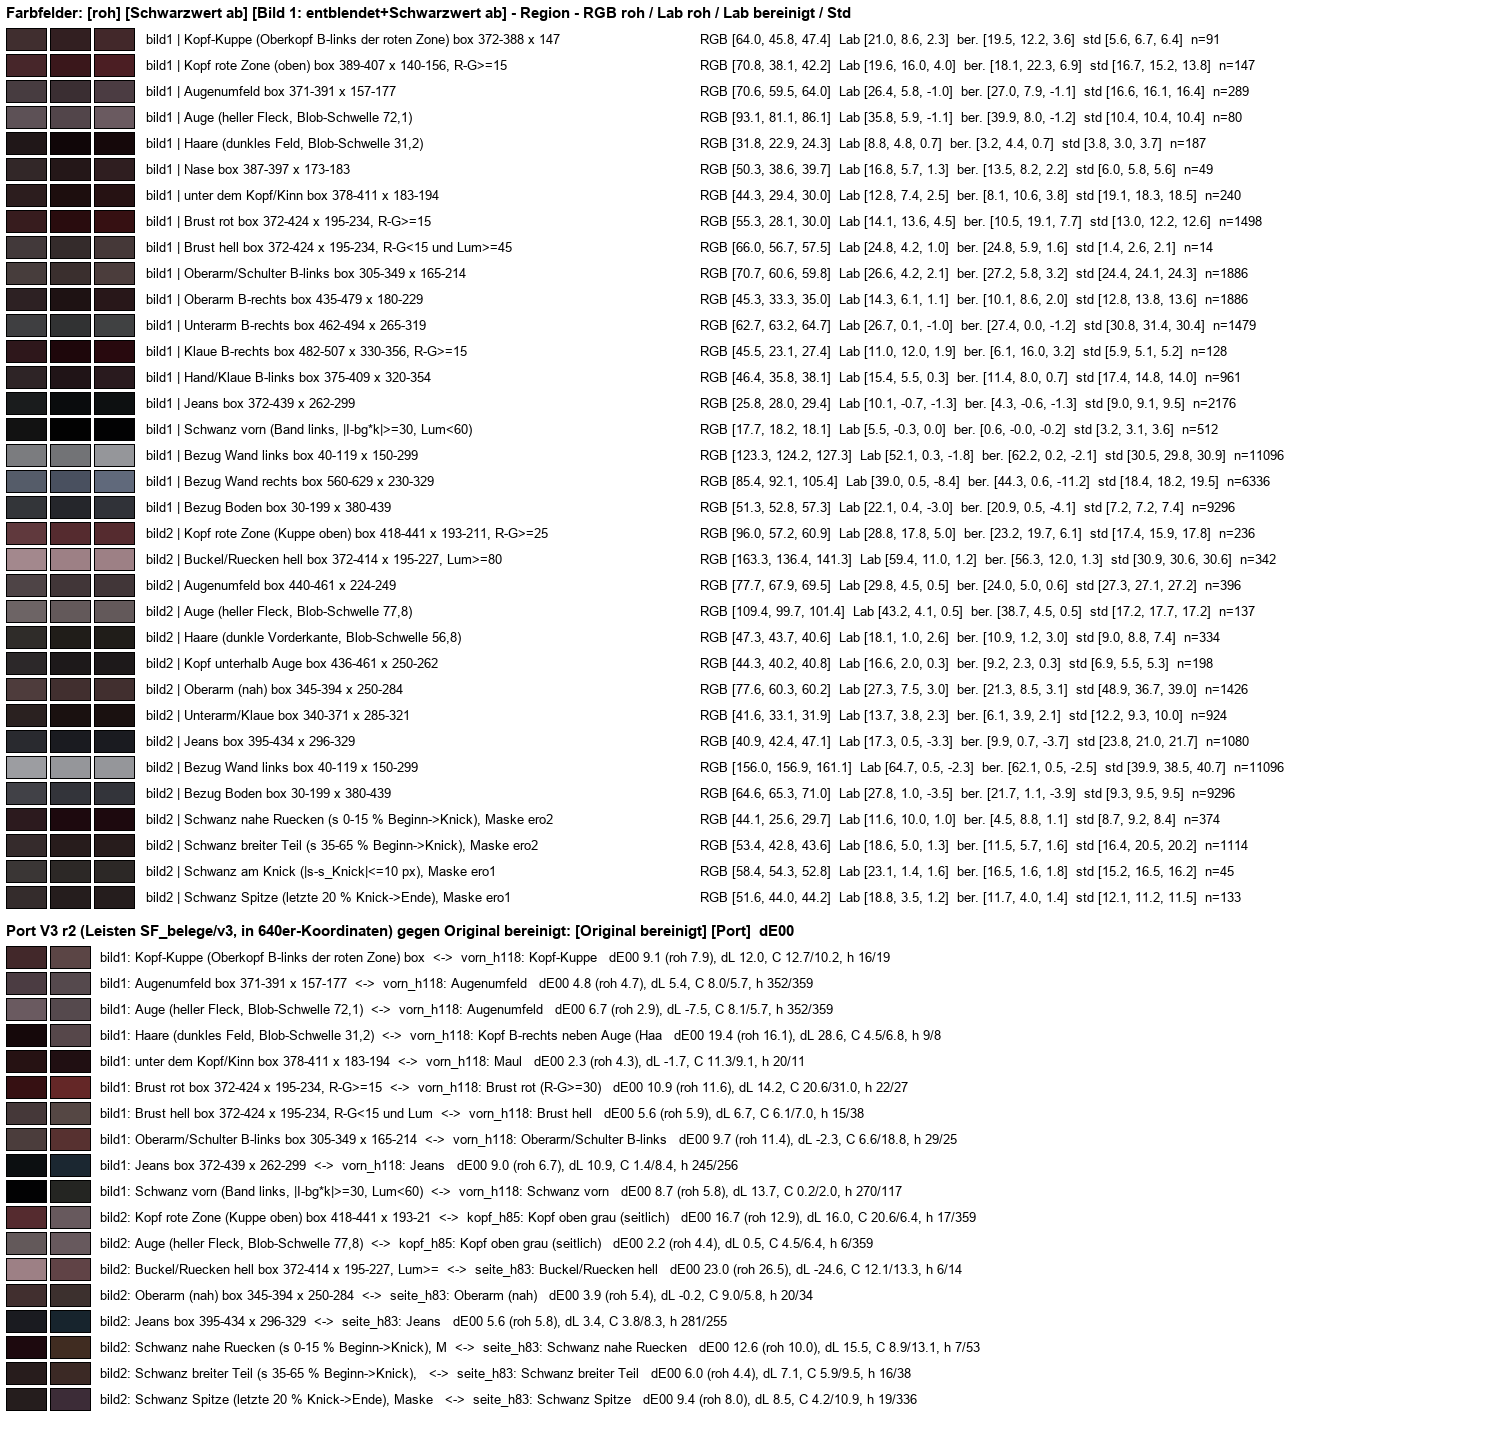 Farbfelder: [roh] [Schwarzwert ab] [Bild 1: entblendet+Schwarzwert ab] - Region - RGB roh / Lab roh / Lab bereinigt / Std
bild1 | Kopf-Kuppe (Oberkopf B-links der roten Zone) box 372-388 x 147 RGB [64.0, 45.8, 47.4] Lab [21.0, 8.6, 2.3] ber. [19.5, 12.2, 3.6] std [5.6, 6.7, 6.4] n=91
bild1 | Kopf rote Zone (oben) box 389-407 x 140-156, R-G>=15 RGB [70.8, 38.1, 42.2] Lab [19.6, 16.0, 4.0] ber. [18.1, 22.3, 6.9] std [16.7, 15.2, 13.8] n=147
bild1 | Augenumfeld box 371-391 x 157-177 RGB [70.6, 59.5, 64.0] Lab [26.4, 5.8, -1.0] ber. [27.0, 7.9, -1.1] std [16.6, 16.1, 16.4] n=289
bild1 | Auge (heller Fleck, Blob-Schwelle 72,1) RGB [93.1, 81.1, 86.1] Lab [35.8, 5.9, -1.1] ber. [39.9, 8.0, -1.2] std [10.4, 10.4, 10.4] n=80
bild1 | Haare (dunkles Feld, Blob-Schwelle 31,2) RGB [31.8, 22.9, 24.3] Lab [8.8, 4.8, 0.7] ber. [3.2, 4.4, 0.7] std [3.8, 3.0, 3.7] n=187
bild1 | Nase box 387-397 x 173-183 RGB [50.3, 38.6, 39.7] Lab [16.8, 5.7, 1.3] ber. [13.5, 8.2, 2.2] std [6.0, 5.8, 5.6] n=49
bild1 | unter dem Kopf/Kinn box 378-411 x 183-194 RGB [44.3, 29.4, 30.0] Lab [12.8, 7.4, 2.5] ber. [8.1, 10.6, 3.8] std [19.1, 18.3, 18.5] n=240
bild1 | Brust rot box 372-424 x 195-234, R-G>=15 RGB [55.3, 28.1, 30.0] Lab [14.1, 13.6, 4.5] ber. [10.5, 19.1, 7.7] std [13.0, 12.2, 12.6] n=1498
bild1 | Brust hell box 372-424 x 195-234, R-G<15 und Lum>=45 RGB [66.0, 56.7, 57.5] Lab [24.8, 4.2, 1.0] ber. [24.8, 5.9, 1.6] std [1.4, 2.6, 2.1] n=14
bild1 | Oberarm/Schulter B-links box 305-349 x 165-214 RGB [70.7, 60.6, 59.8] Lab [26.6, 4.2, 2.1] ber. [27.2, 5.8, 3.2] std [24.4, 24.1, 24.3] n=1886
bild1 | Oberarm B-rechts box 435-479 x 180-229 RGB [45.3, 33.3, 35.0] Lab [14.3, 6.1, 1.1] ber. [10.1, 8.6, 2.0] std [12.8, 13.8, 13.6] n=1886
bild1 | Unterarm B-rechts box 462-494 x 265-319 RGB [62.7, 63.2, 64.7] Lab [26.7, 0.1, -1.0] ber. [27.4, 0.0, -1.2] std [30.8, 31.4, 30.4] n=1479
bild1 | Klaue B-rechts box 482-507 x 330-356, R-G>=15 RGB [45.5, 23.1, 27.4] Lab [11.0, 12.0, 1.9] ber. [6.1, 16.0, 3.2] std [5.9, 5.1, 5.2] n=128
bild1 | Hand/Klaue B-links box 375-409 x 320-354 RGB [46.4, 35.8, 38.1] Lab [15.4, 5.5, 0.3] ber. [11.4, 8.0, 0.7] std [17.4, 14.8, 14.0] n=961
bild1 | Jeans box 372-439 x 262-299 RGB [25.8, 28.0, 29.4] Lab [10.1, -0.7, -1.3] ber. [4.3, -0.6, -1.3] std [9.0, 9.1, 9.5] n=2176
bild1 | Schwanz vorn (Band links, |I-bg*k|>=30, Lum<60) RGB [17.7, 18.2, 18.1] Lab [5.5, -0.3, 0.0] ber. [0.6, -0.0, -0.2] std [3.2, 3.1, 3.6] n=512
bild1 | Bezug Wand links box 40-119 x 150-299 RGB [123.3, 124.2, 127.3] Lab [52.1, 0.3, -1.8] ber. [62.2, 0.2, -2.1] std [30.5, 29.8, 30.9] n=11096
bild1 | Bezug Wand rechts box 560-629 x 230-329 RGB [85.4, 92.1, 105.4] Lab [39.0, 0.5, -8.4] ber. [44.3, 0.6, -11.2] std [18.4, 18.2, 19.5] n=6336
bild1 | Bezug Boden box 30-199 x 380-439 RGB [51.3, 52.8, 57.3] Lab [22.1, 0.4, -3.0] ber. [20.9, 0.5, -4.1] std [7.2, 7.2, 7.4] n=9296
bild2 | Kopf rote Zone (Kuppe oben) box 418-441 x 193-211, R-G>=25 RGB [96.0, 57.2, 60.9] Lab [28.8, 17.8, 5.0] ber. [23.2, 19.7, 6.1] std [17.4, 15.9, 17.8] n=236
bild2 | Buckel/Ruecken hell box 372-414 x 195-227, Lum>=80 RGB [163.3, 136.4, 141.3] Lab [59.4, 11.0, 1.2] ber. [56.3, 12.0, 1.3] std [30.9, 30.6, 30.6] n=342
bild2 | Augenumfeld box 440-461 x 224-249 RGB [77.7, 67.9, 69.5] Lab [29.8, 4.5, 0.5] ber. [24.0, 5.0, 0.6] std [27.3, 27.1, 27.2] n=396
bild2 | Auge (heller Fleck, Blob-Schwelle 77,8) RGB [109.4, 99.7, 101.4] Lab [43.2, 4.1, 0.5] ber. [38.7, 4.5, 0.5] std [17.2, 17.7, 17.2] n=137
bild2 | Haare (dunkle Vorderkante, Blob-Schwelle 56,8) RGB [47.3, 43.7, 40.6] Lab [18.1, 1.0, 2.6] ber. [10.9, 1.2, 3.0] std [9.0, 8.8, 7.4] n=334
bild2 | Kopf unterhalb Auge box 436-461 x 250-262 RGB [44.3, 40.2, 40.8] Lab [16.6, 2.0, 0.3] ber. [9.2, 2.3, 0.3] std [6.9, 5.5, 5.3] n=198
bild2 | Oberarm (nah) box 345-394 x 250-284 RGB [77.6, 60.3, 60.2] Lab [27.3, 7.5, 3.0] ber. [21.3, 8.5, 3.1] std [48.9, 36.7, 39.0] n=1426
bild2 | Unterarm/Klaue box 340-371 x 285-321 RGB [41.6, 33.1, 31.9] Lab [13.7, 3.8, 2.3] ber. [6.1, 3.9, 2.1] std [12.2, 9.3, 10.0] n=924
bild2 | Jeans box 395-434 x 296-329 RGB [40.9, 42.4, 47.1] Lab [17.3, 0.5, -3.3] ber. [9.9, 0.7, -3.7] std [23.8, 21.0, 21.7] n=1080
bild2 | Bezug Wand links box 40-119 x 150-299 RGB [156.0, 156.9, 161.1] Lab [64.7, 0.5, -2.3] ber. [62.1, 0.5, -2.5] std [39.9, 38.5, 40.7] n=11096
bild2 | Bezug Boden box 30-199 x 380-439 RGB [64.6, 65.3, 71.0] Lab [27.8, 1.0, -3.5] ber. [21.7, 1.1, -3.9] std [9.3, 9.5, 9.5] n=9296
bild2 | Schwanz nahe Ruecken (s 0-15 % Beginn->Knick), Maske ero2 RGB [44.1, 25.6, 29.7] Lab [11.6, 10.0, 1.0] ber. [4.5, 8.8, 1.1] std [8.7, 9.2, 8.4] n=374
bild2 | Schwanz breiter Teil (s 35-65 % Beginn->Knick), Maske ero2 RGB [53.4, 42.8, 43.6] Lab [18.6, 5.0, 1.3] ber. [11.5, 5.7, 1.6] std [16.4, 20.5, 20.2] n=1114
bild2 | Schwanz am Knick (|s-s_Knick|<=10 px), Maske ero1 RGB [58.4, 54.3, 52.8] Lab [23.1, 1.4, 1.6] ber. [16.5, 1.6, 1.8] std [15.2, 16.5, 16.2] n=45
bild2 | Schwanz Spitze (letzte 20 % Knick->Ende), Maske ero1 RGB [51.6, 44.0, 44.2] Lab [18.8, 3.5, 1.2] ber. [11.7, 4.0, 1.4] std [12.1, 11.2, 11.5] n=133
Port V3 r2 (Leisten SF_belege/v3, in 640er-Koordinaten) gegen Original bereinigt: [Original bereinigt] [Port] dE00
bild1: Kopf-Kuppe (Oberkopf B-links der roten Zone) box <-> vorn_h118: Kopf-Kuppe dE00 9.1 (roh 7.9), dL 12.0, C 12.7/10.2, h 16/19
bild1: Augenumfeld box 371-391 x 157-177 <-> vorn_h118: Augenumfeld dE00 4.8 (roh 4.7), dL 5.4, C 8.0/5.7, h 352/359
bild1: Auge (heller Fleck, Blob-Schwelle 72,1) <-> vorn_h118: Augenumfeld dE00 6.7 (roh 2.9), dL -7.5, C 8.1/5.7, h 352/359
bild1: Haare (dunkles Feld, Blob-Schwelle 31,2) <-> vorn_h118: Kopf B-rechts neben Auge (Haa dE00 19.4 (roh 16.1), dL 28.6, C 4.5/6.8, h 9/8
bild1: unter dem Kopf/Kinn box 378-411 x 183-194 <-> vorn_h118: Maul dE00 2.3 (roh 4.3), dL -1.7, C 11.3/9.1, h 20/11
bild1: Brust rot box 372-424 x 195-234, R-G>=15 <-> vorn_h118: Brust rot (R-G>=30) dE00 10.9 (roh 11.6), dL 14.2, C 20.6/31.0, h 22/27
bild1: Brust hell box 372-424 x 195-234, R-G<15 und Lum <-> vorn_h118: Brust hell dE00 5.6 (roh 5.9), dL 6.7, C 6.1/7.0, h 15/38
bild1: Oberarm/Schulter B-links box 305-349 x 165-214 <-> vorn_h118: Oberarm/Schulter B-links dE00 9.7 (roh 11.4), dL -2.3, C 6.6/18.8, h 29/25
bild1: Jeans box 372-439 x 262-299 <-> vorn_h118: Jeans dE00 9.0 (roh 6.7), dL 10.9, C 1.4/8.4, h 245/256
bild1: Schwanz vorn (Band links, |I-bg*k|>=30, Lum<60) <-> vorn_h118: Schwanz vorn dE00 8.7 (roh 5.8), dL 13.7, C 0.2/2.0, h 270/117
bild2: Kopf rote Zone (Kuppe oben) box 418-441 x 193-21 <-> kopf_h85: Kopf oben grau (seitlich) dE00 16.7 (roh 12.9), dL 16.0, C 20.6/6.4, h 17/359
bild2: Auge (heller Fleck, Blob-Schwelle 77,8) <-> kopf_h85: Kopf oben grau (seitlich) dE00 2.2 (roh 4.4), dL 0.5, C 4.5/6.4, h 6/359
bild2: Buckel/Ruecken hell box 372-414 x 195-227, Lum>= <-> seite_h83: Buckel/Ruecken hell dE00 23.0 (roh 26.5), dL -24.6, C 12.1/13.3, h 6/14
bild2: Oberarm (nah) box 345-394 x 250-284 <-> seite_h83: Oberarm (nah) dE00 3.9 (roh 5.4), dL -0.2, C 9.0/5.8, h 20/34
bild2: Jeans box 395-434 x 296-329 <-> seite_h83: Jeans dE00 5.6 (roh 5.8), dL 3.4, C 3.8/8.3, h 281/255
bild2: Schwanz nahe Ruecken (s 0-15 % Beginn->Knick), M <-> seite_h83: Schwanz nahe Ruecken dE00 12.6 (roh 10.0), dL 15.5, C 8.9/13.1, h 7/53
bild2: Schwanz breiter Teil (s 35-65 % Beginn->Knick), <-> seite_h83: Schwanz breiter Teil dE00 6.0 (roh 4.4), dL 7.1, C 5.9/9.5, h 16/38
bild2: Schwanz Spitze (letzte 20 % Knick->Ende), Maske <-> seite_h83: Schwanz Spitze dE00 9.4 (roh 8.0), dL 8.5, C 4.2/10.9, h 19/336